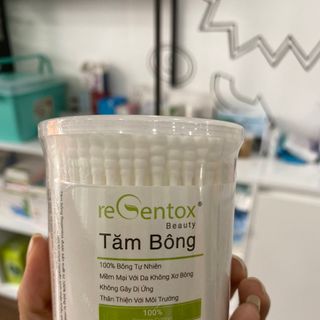 reGentox®
Beauty
Tăm Bông
100% Bông Tự Nhiên
Mềm Mại Với Da Không Xơ Bông
Không Gây Dị Ứng
Thân Thiện Với Môi Trường
100%